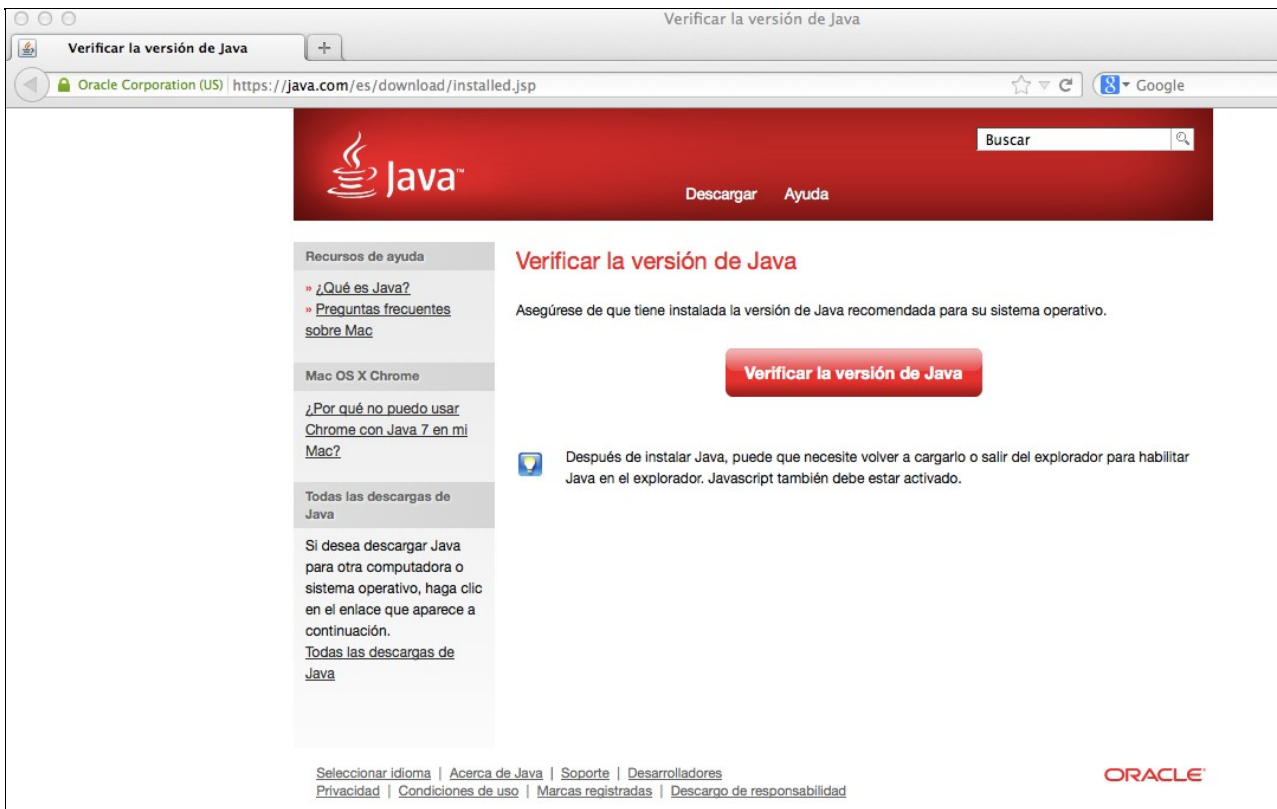 Verificar la versión de Java
Verificar la versión de Java
Oracle Corporation (US) https://java.com/es/download/installed.jsp
Google
Java™
Buscar
Descargar Ayuda
Recursos de ayuda
» ¿Qué es Java?
» Preguntas frecuentes
sobre Mac
Mac OS X Chrome
¿Por qué no puedo usar
Chrome con Java 7 en mi
Mac?
Todas las descargas de
Java
Si desea descargar Java
para otra computadora o
sistema operativo, haga clic
en el enlace que aparece a
continuación.
Todas las descargas de
Java
Verificar la versión de Java
Asegúrese de que tiene instalada la versión de Java recomendada para su sistema operativo.
Verificar la versión de Java
Después de instalar Java, puede que necesite volver a cargarlo o salir del explorador para habilitar
Java en el explorador. Javascript también debe estar activado.
Seleccionar idioma | Acerca de Java | Soporte | Desarrolladores
Privacidad | Condiciones de uso | Marcas registradas | Descargo de responsabilidad
ORACLE